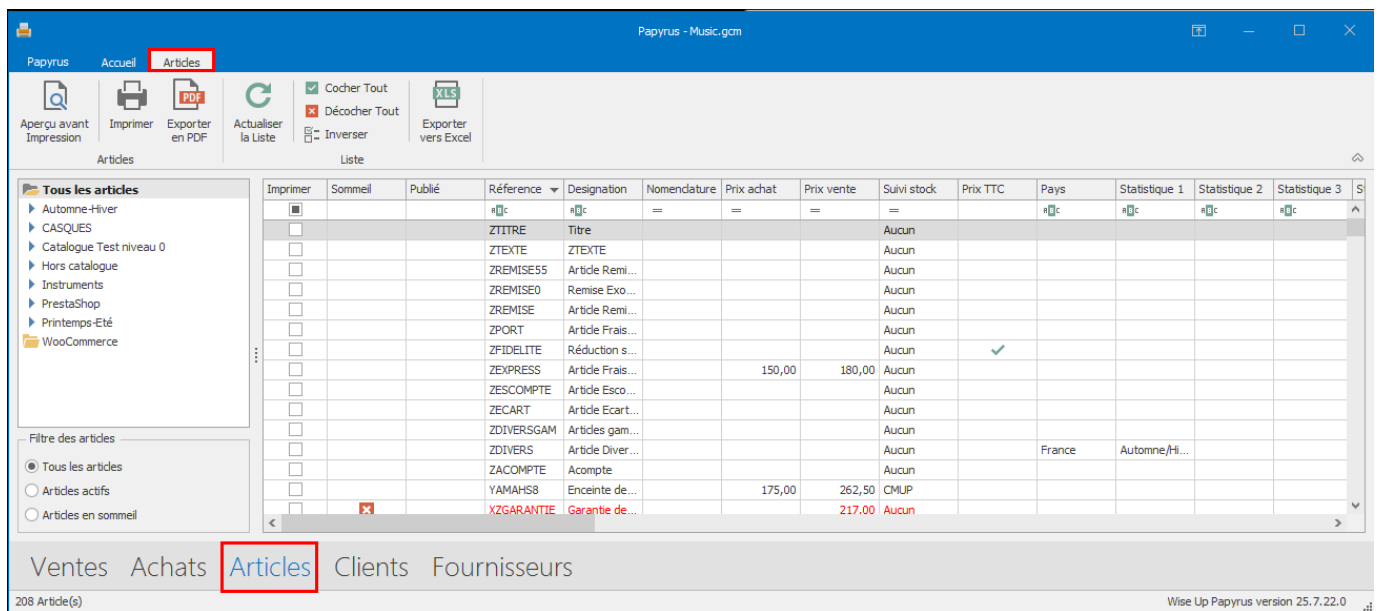 Papyrus - Music.gcm
Papyrus Accueil Articles
Aperçu avant Impression
Imprimer
Exporter en PDF
Actualiser la Liste
Cocher Tout
Décocher Tout
Inverser
Exporter vers Excel
Articles Liste
Tous les articles
Automne-Hiver
CASQUES
Catalogue Test niveau 0
Hors catalogue
Instruments
PrestaShop
Printemps-Eté
WooCommerce
Filtre des articles
Tous les articles
Articles actifs
Articles en sommeil
Imprimer Sommeil Publié Réference Designation Nomenclature Prix achat Prix vente Suivi stock Prix TTC Pays Statistique 1 Statistique 2 Statistique 3
ZTITRE Titre Aucun
ZTEXTE ZTEXTE Aucun
ZREMISE55 Article Remi... Aucun
ZREMISE0 Remise Exo... Aucun
ZREMISE Article Remi... Aucun
ZPORT Article Frais... Aucun
ZFIDELITE Réduction s... Aucun
ZEXPRESS Article Frais... 150,00 180,00 Aucun
ZESCOMPTE Article Esco... Aucun
ZECART Article Ecart... Aucun
ZDIVERSGAM Articles gam... Aucun
ZDIVERS Article Diver... Aucun France Automne/Hi...
ZACOMPTE Acompte Aucun
YAMAHS8 Enceinte de... 175,00 262,50 CMUP
XZGARANTIE Garantie de... 217,00 Aucun
Ventes Achats Articles Clients Fournisseurs
208 Article(s) Wise Up Papyrus version 25.7.22.0